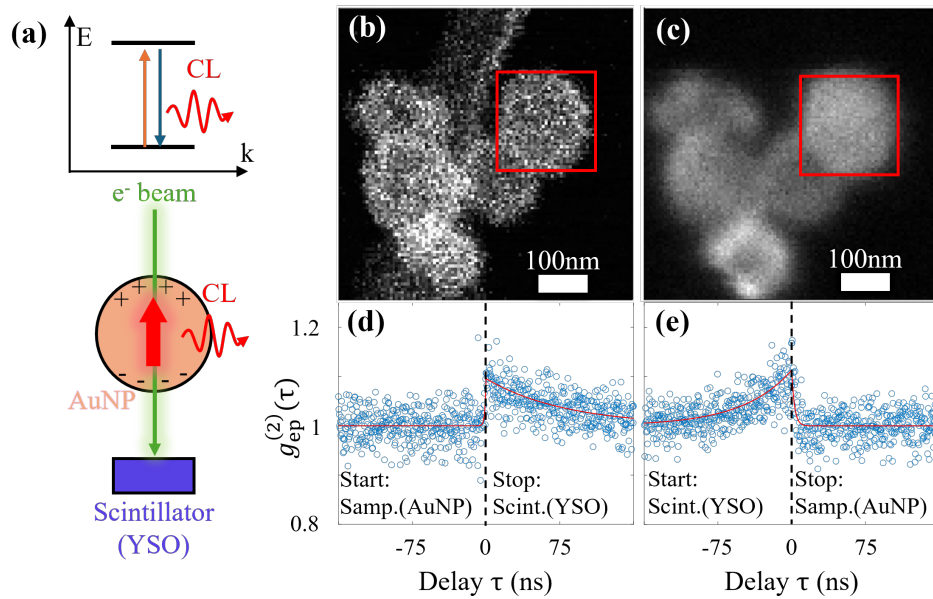 (a)
E
CL
k
e⁻ beam
+ + + +
CL
- - - -
AuNP
Scintillator
(YSO)
(b)
100nm
(c)
100nm
(d)
g_ep^(2)(τ)
1.2
1
0.8
Start:
Samp.(AuNP)
Stop:
Scint.(YSO)
-75 0 75
Delay τ (ns)
(e)
Start:
Scint.(YSO)
Stop:
Samp.(AuNP)
-75 0 75
Delay τ (ns)